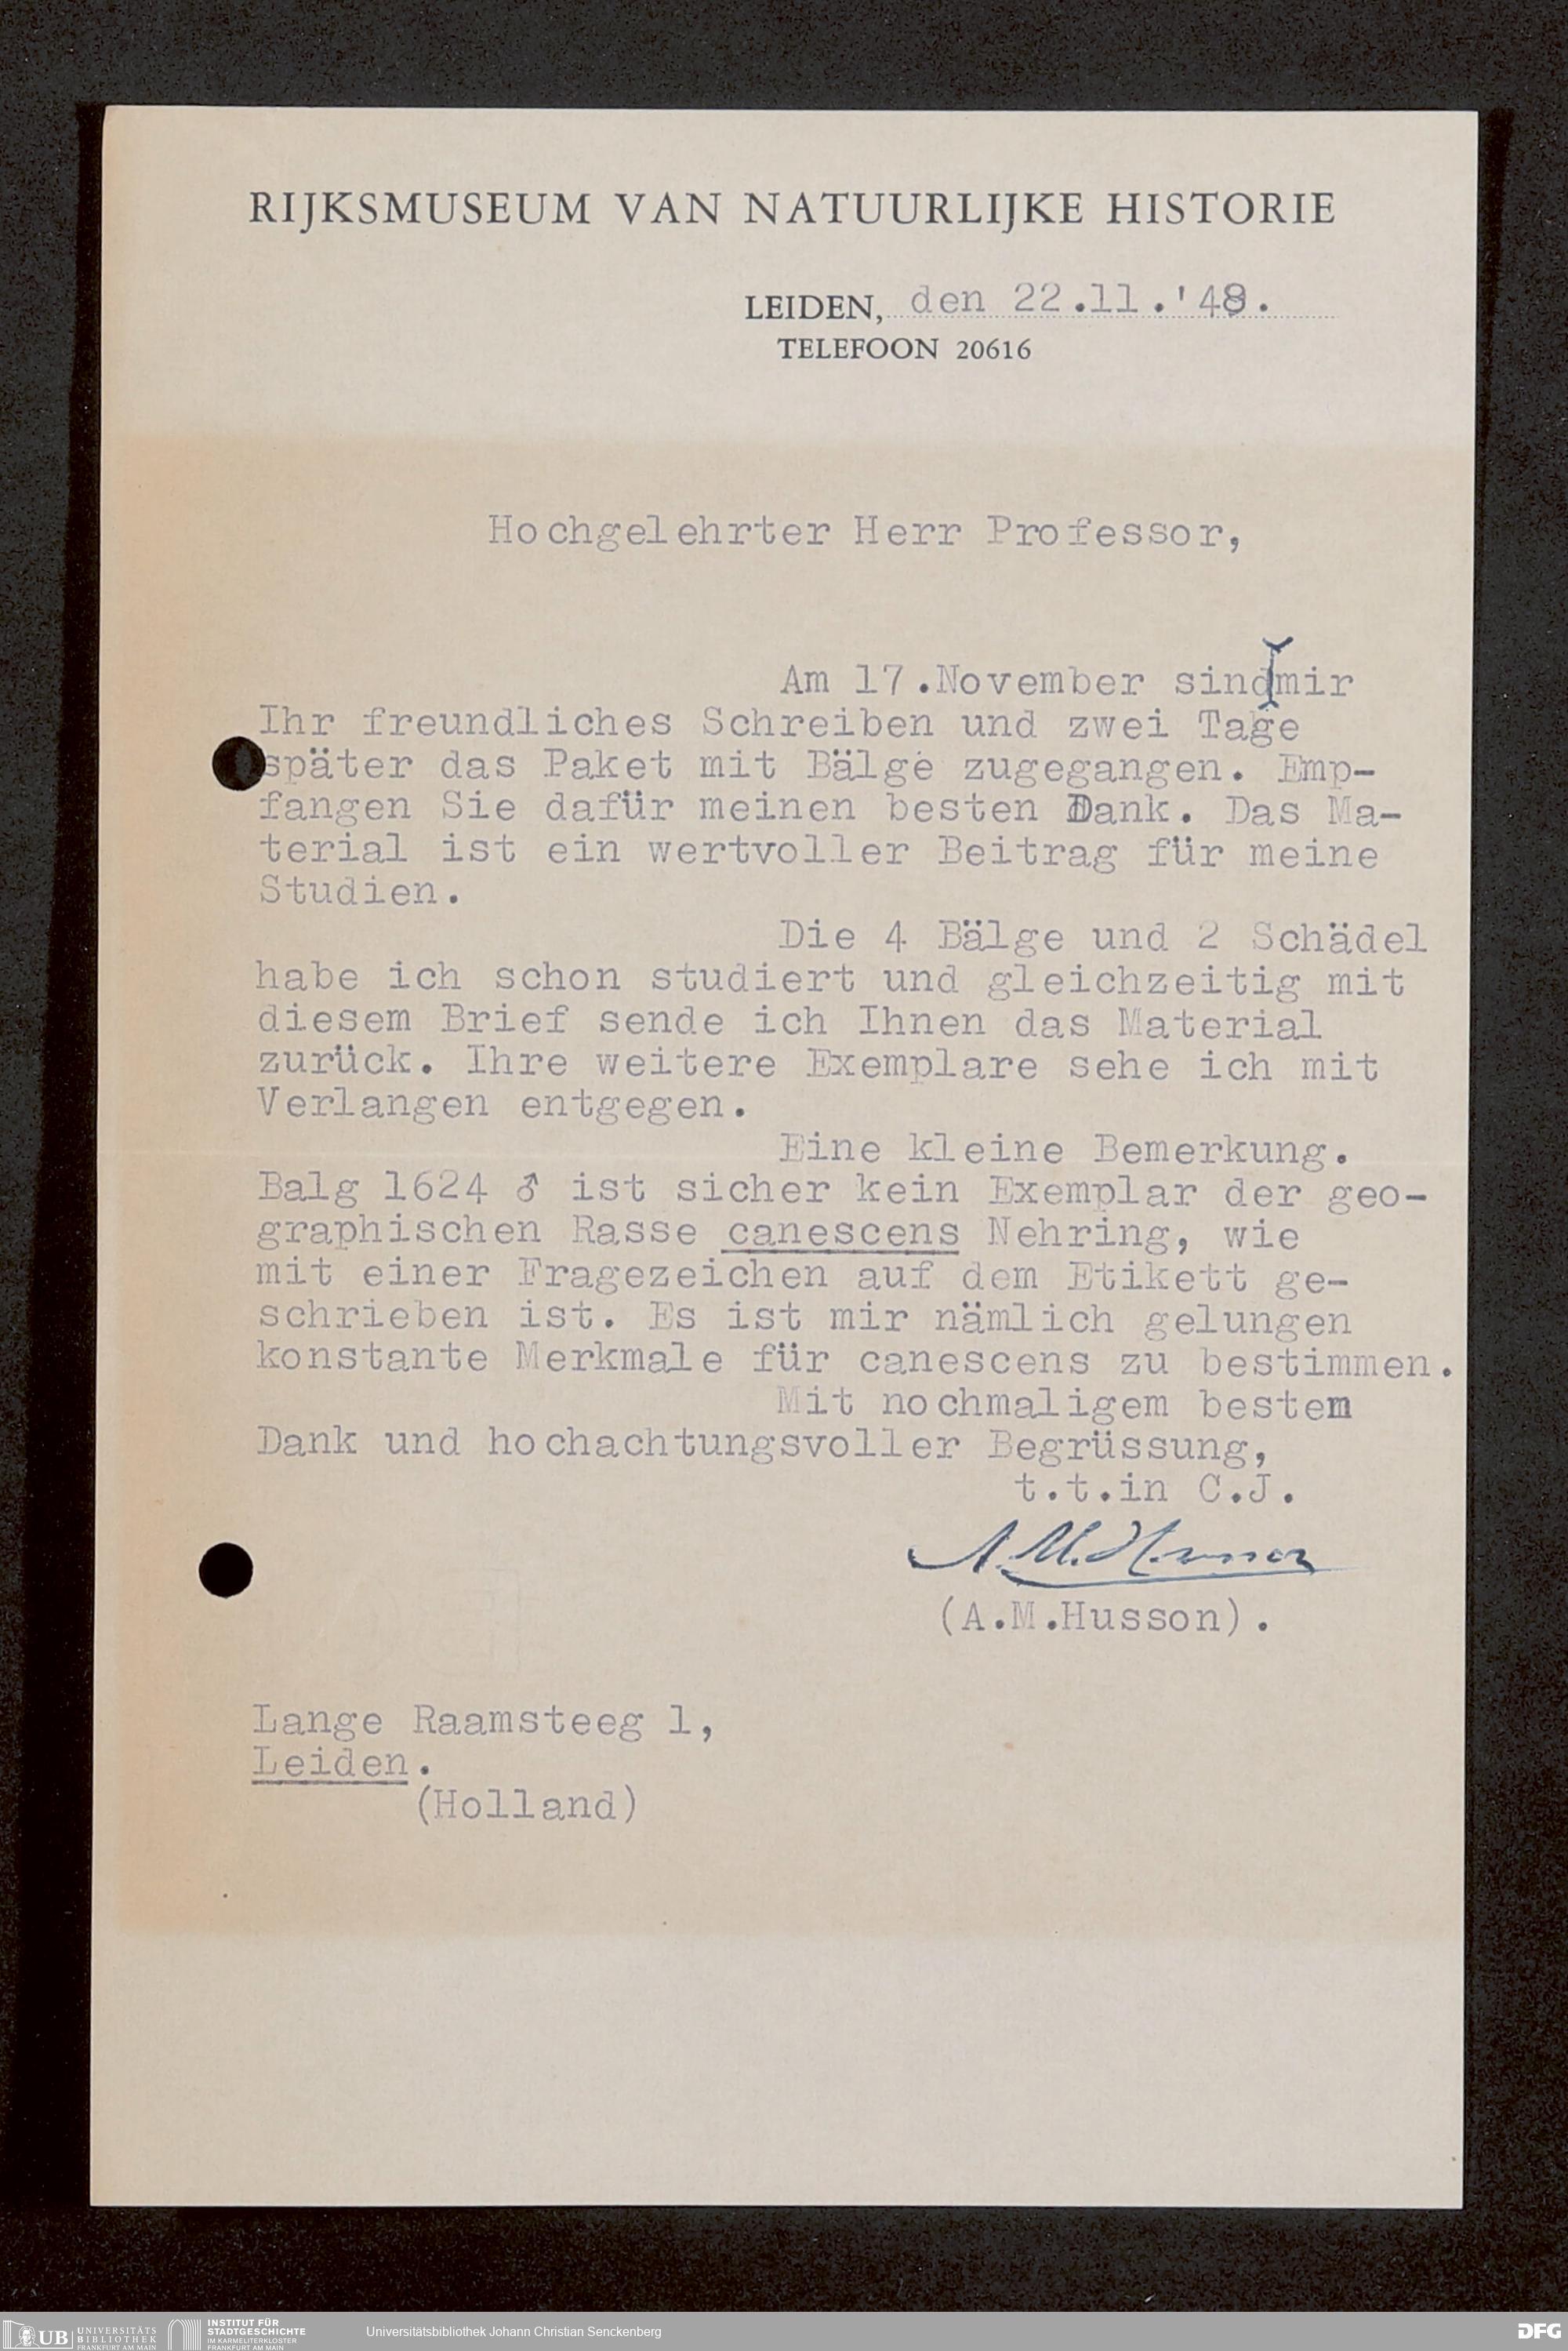 RIJKSMUSEUM VAN NATUURLIJKE HISTORIE
LEIDEN, den 22.11.'48.
TELEFOON 20616
Hochgelehrter Herr Professor,
Am 17.November sind mir
Ihr freundliches Schreiben und zwei Tage
später das Paket mit Bälge zugegangen. Emp-
fangen Sie dafür meinen besten Dank. Das Ma-
terial ist ein wertvoller Beitrag für meine
Studien.
Die 4 Bälge und 2 Schädel
habe ich schon studiert und gleichzeitig mit
diesem Brief sende ich Ihnen das Material
zurück. Ihre weitere Exemplare sehe ich mit
Verlangen entgegen.
Eine kleine Bemerkung.
Balg 1624 ♂ ist sicher kein Exemplar der geo-
graphischen Rasse canescens Nehring, wie
mit einer Fragezeichen auf dem Etikett ge-
schrieben ist. Es ist mir nämlich gelungen
konstante Merkmale für canescens zu bestimmen.
Mit nochmaligem bestem
Dank und hochachtungsvoller Begrüssung,
t.t.in C.J.
A.M.Husson
(A.M.Husson).
Lange Raamsteeg 1,
Leiden.
(Holland)
UB UNIVERSITÄTS
BIBLIOTHEK
FRANKFURT AM MAIN
INSTITUT FÜR
STADTGESCHICHTE
IM KARMELITERKLOSTER
FRANKFURT AM MAIN
Universitätsbibliothek Johann Christian Senckenberg
DFG